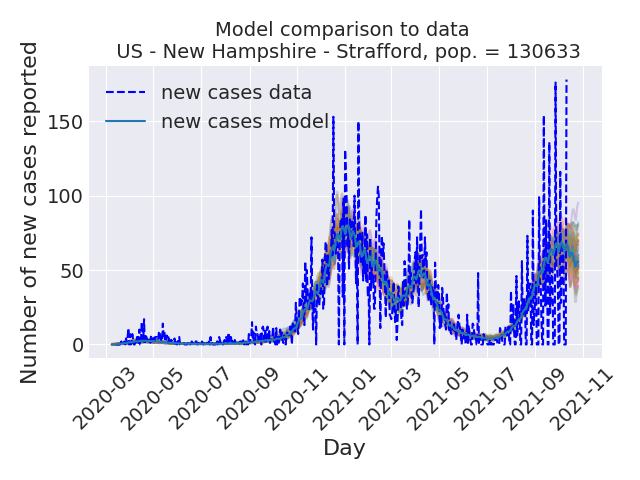 Model comparison to data
US - New Hampshire - Strafford, pop. = 130633
Number of new cases reported
new cases data
new cases model
150
100
50
0
2020-03
2020-05
2020-07
2020-09
2020-11
2021-01
2021-03
2021-05
2021-07
2021-09
2021-11
Day